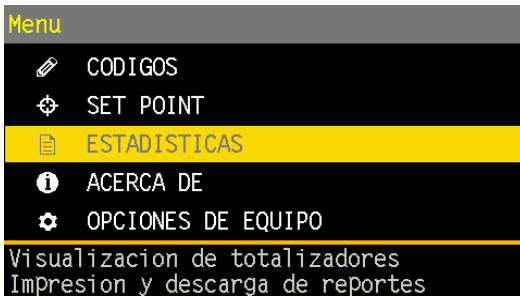 Menu
CODIGOS
SET POINT
ESTADISTICAS
ACERCA DE
OPCIONES DE EQUIPO
Visualizacion de totalizadores
Impresion y descarga de reportes